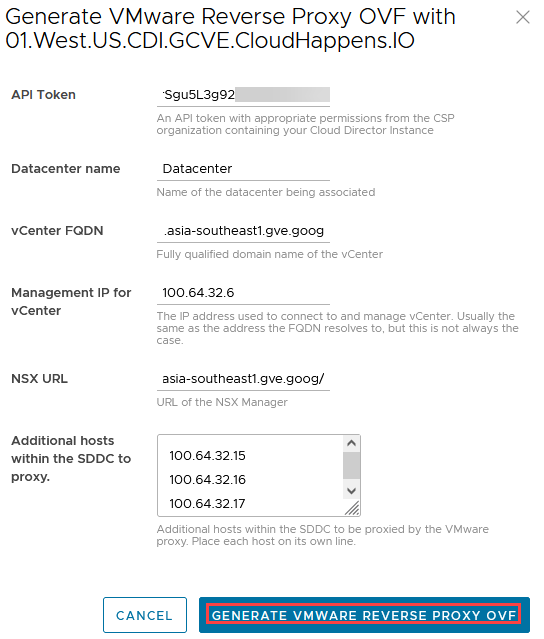 Generate VMware Reverse Proxy OVF with
01.West.US.CDI.GCVE.CloudHappens.IO
API Token
Sgu5L3g92
An API token with appropriate permissions from the CSP
organization containing your Cloud Director Instance
Datacenter name
Datacenter
Name of the datacenter being associated
vCenter FQDN
.asia-southeast1.gve.goog
Fully qualified domain name of the vCenter
Management IP for
vCenter
100.64.32.6
The IP address used to connect to and manage vCenter. Usually the
same as the address the FQDN resolves to, but this is not always the
case.
NSX URL
asia-southeast1.gve.goog/
URL of the NSX Manager
Additional hosts
within the SDDC to
proxy.
100.64.32.15
100.64.32.16
100.64.32.17
Additional hosts within the SDDC to be proxied by the VMware
proxy. Place each host on its own line.
CANCEL
GENERATE VMWARE REVERSE PROXY OVF